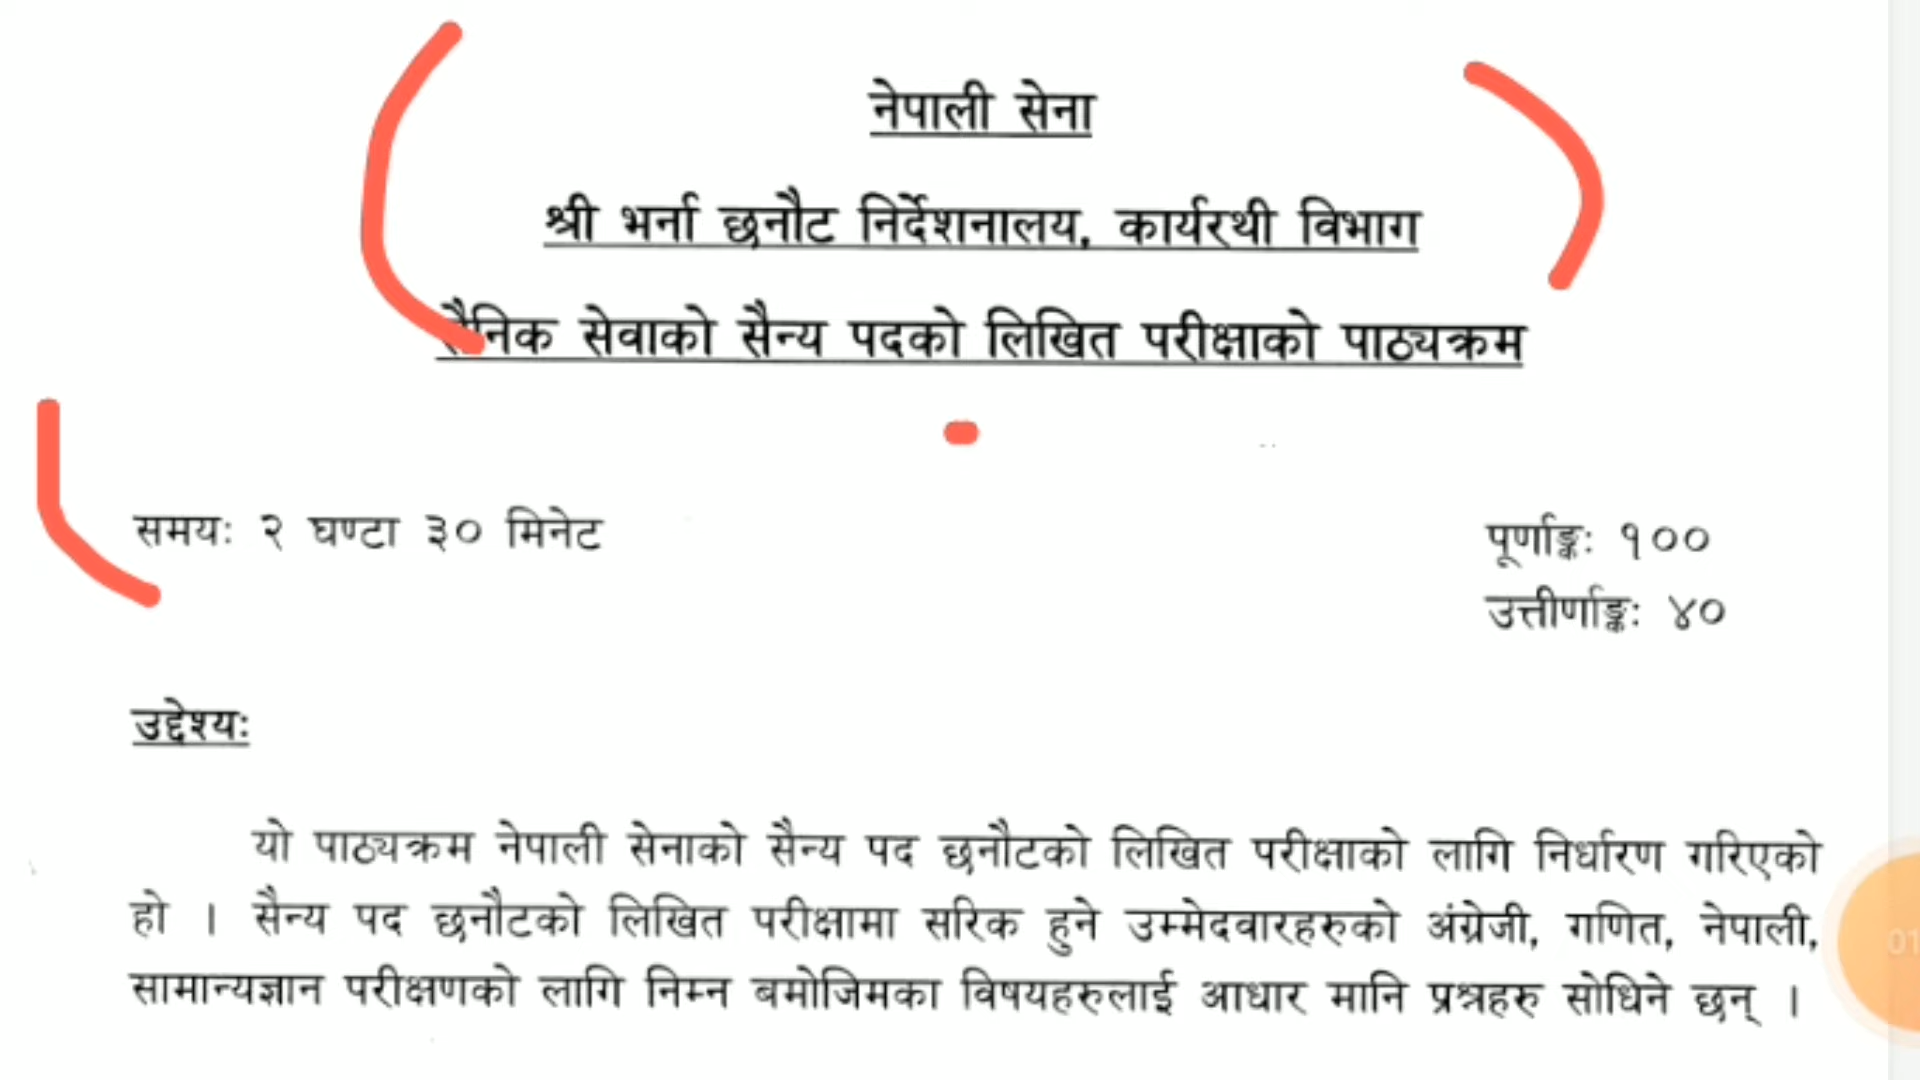 नेपाली सेना
श्री भर्ना छनौट निर्देशनालय, कार्यरथी विभाग
सैनिक सेवाको सैन्य पदको लिखित परीक्षाको पाठ्यक्रम
समयः २ घण्टा ३० मिनेट
पूर्णाङ्कः १००
उत्तीर्णाङ्कः ४०
उद्देश्यः
यो पाठ्यक्रम नेपाली सेनाको सैन्य पद छनौटको लिखित परीक्षाको लागि निर्धारण गरिएको
हो । सैन्य पद छनौटको लिखित परीक्षामा सरिक हुने उम्मेदवारहरुको अंग्रेजी, गणित, नेपाली,
सामान्यज्ञान परीक्षणको लागि निम्न बमोजिमका विषयहरुलाई आधार मानि प्रश्नहरु सोधिने छन् ।